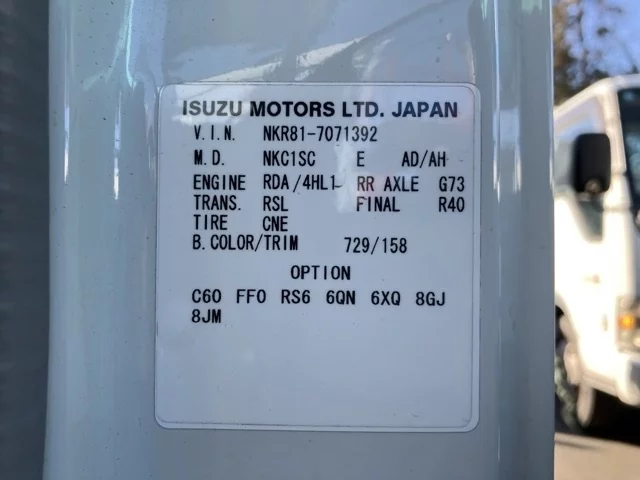 ISUZU MOTORS LTD. JAPAN
V.I.N. NKR81-7071392
M.D. NKC1SC E AD/AH
ENGINE RDA/4HL1- RR AXLE G73
TRANS. RSL FINAL R40
TIRE CNE
B.COLOR/TRIM 729/158
OPTION
C60 FF0 RS6 6QN 6XQ 8GJ
8JM